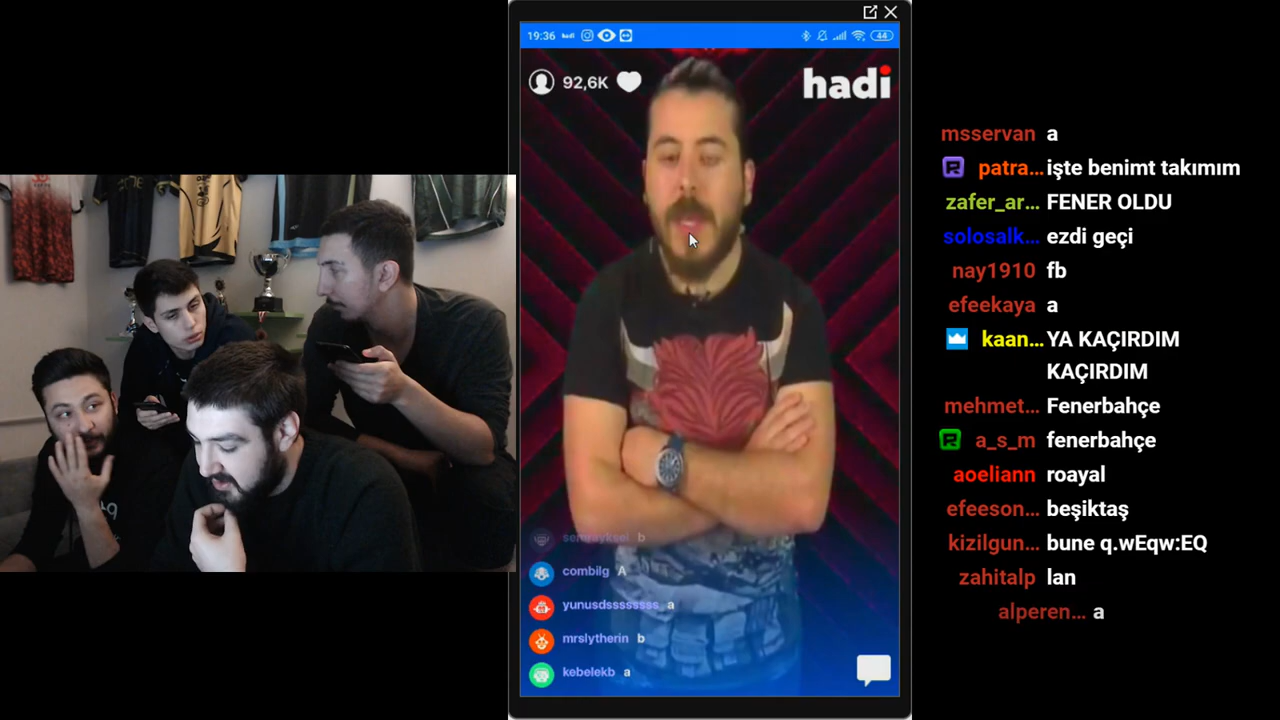 19:36 hadi 44
92,6K
hadi
combilg A
yunusdssssssss a
mrslytherin b
kebelekb a
msservan a
patra... işte benimt takımım
zafer_ar... FENER OLDU
solosalk... ezdi geçi
nay1910 fb
efeekaya a
kaan... YA KAÇIRDIM
KAÇIRDIM
mehmet... Fenerbahçe
a_s_m fenerbahçe
aoeliann roayal
efeeson... beşiktaş
kizilgun... bune q.wEqw:EQ
zahitalp lan
alperen... a